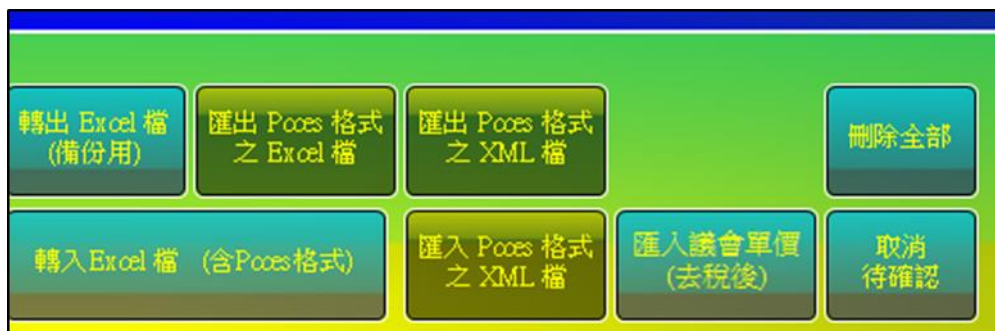 轉出 Excel 檔
(備份用)
匯出 Pcces 格式
之 Excel 檔
匯出 Pcces 格式
之 XML 檔
刪除全部
轉入Excel 檔 (含Pcces格式)
匯入 Pcces 格式
之 XML 檔
匯入議會單價
(去稅後)
取消
待確認